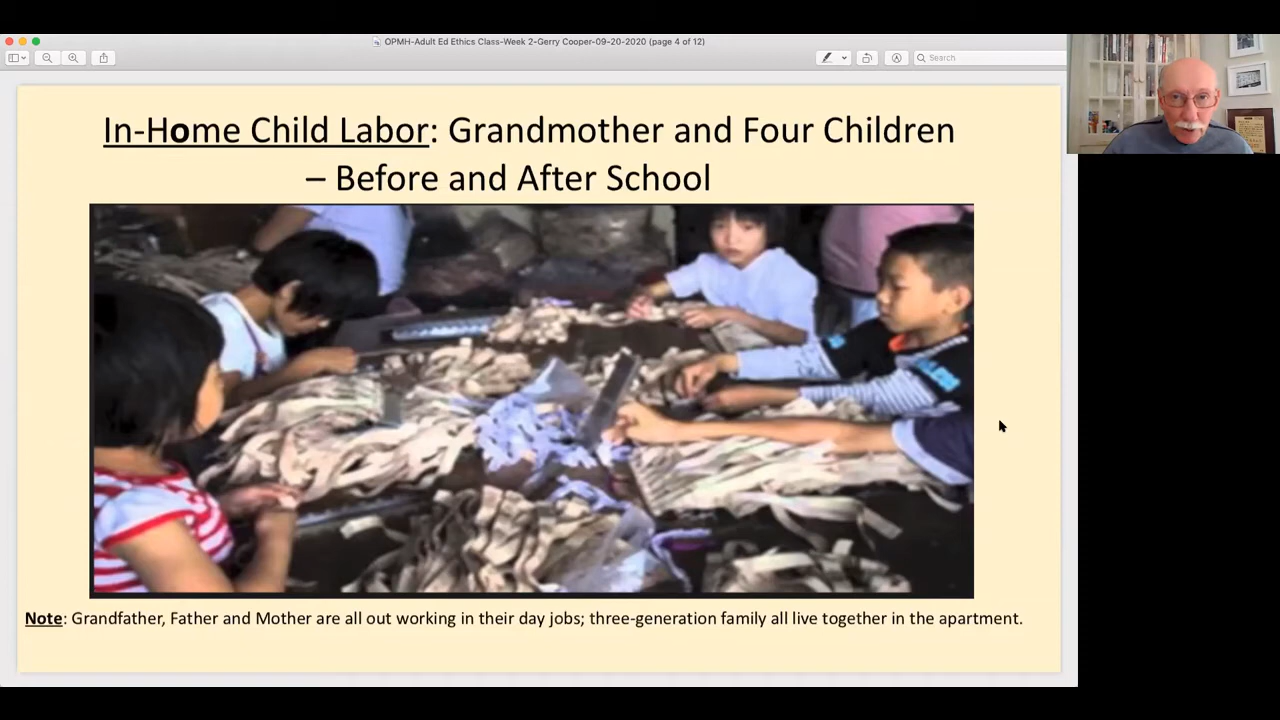 OPMH-Adult Ed Ethics Class-Week 2-Gerry Cooper-09-20-2020 (page 4 of 12)
Search
In-Home Child Labor: Grandmother and Four Children
– Before and After School
Note: Grandfather, Father and Mother are all out working in their day jobs; three-generation family all live together in the apartment.